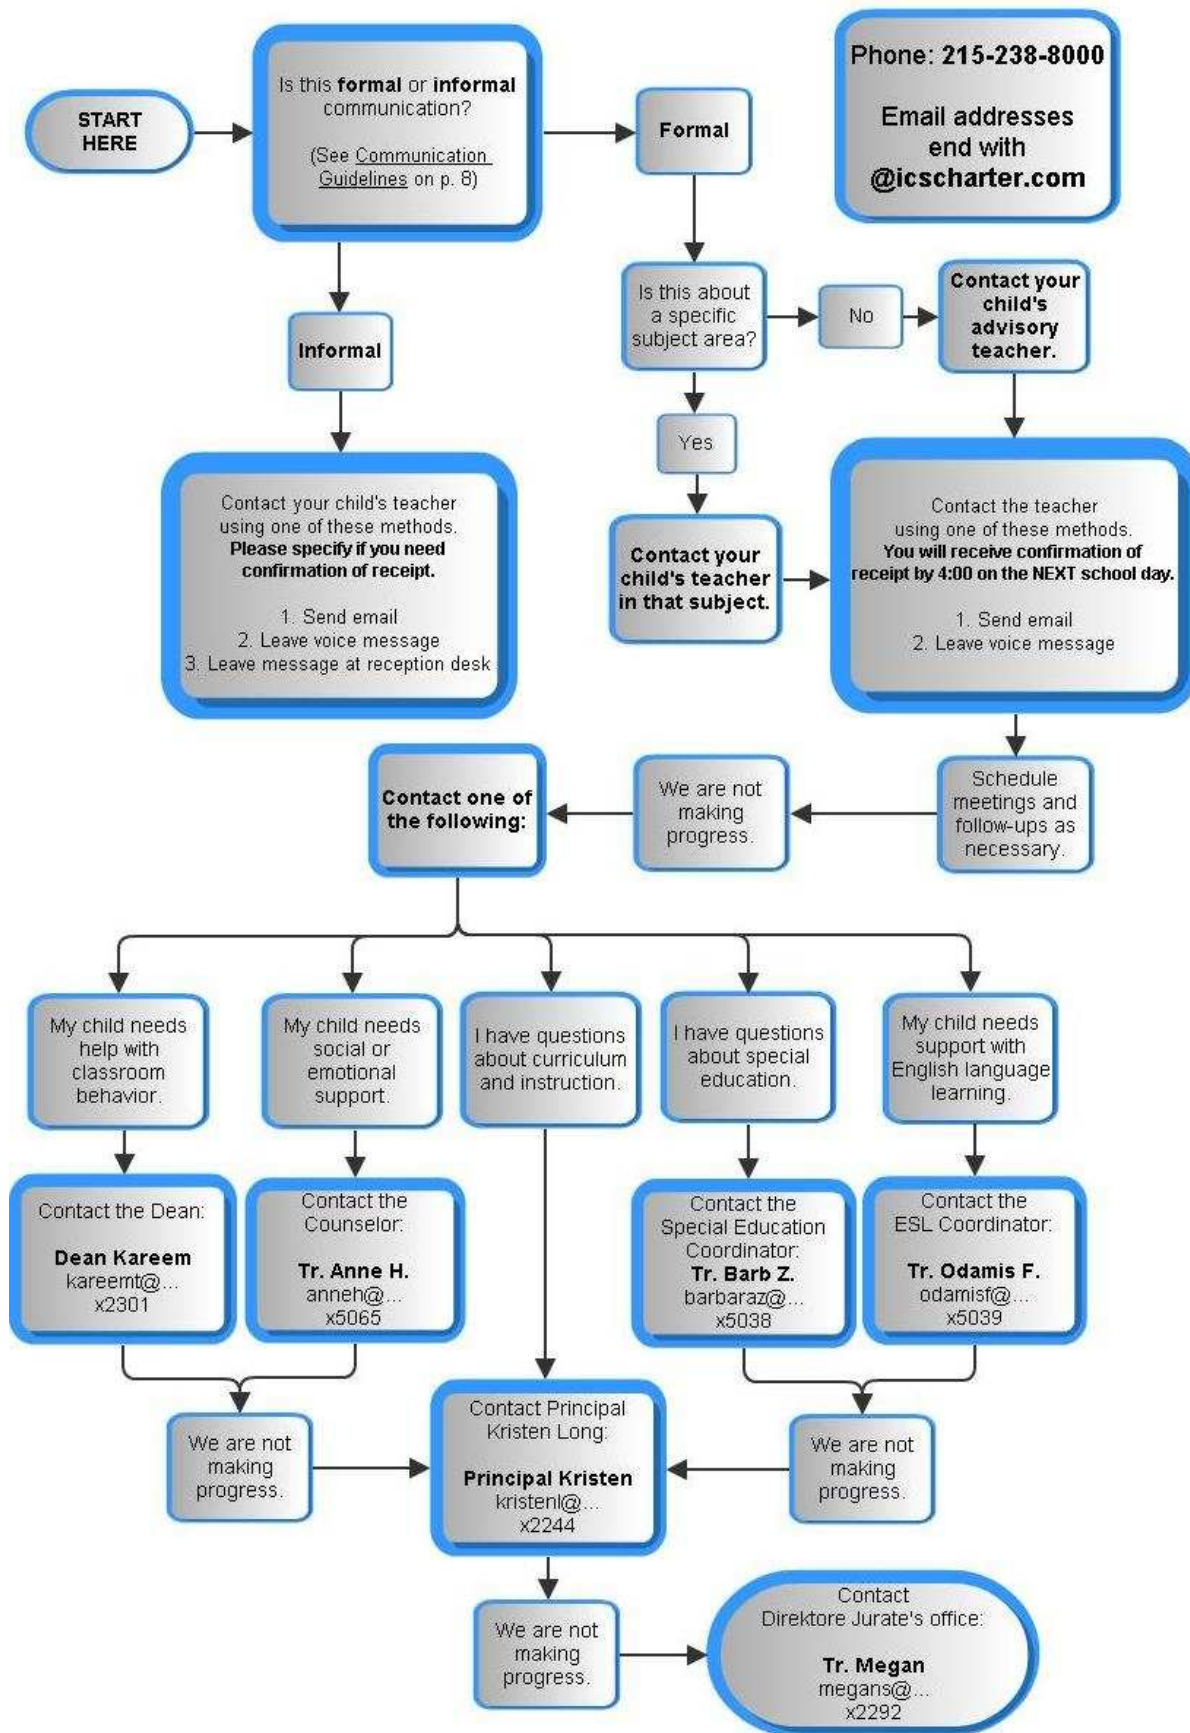 START
HERE
Is this formal or informal
communication?
(See Communication
Guidelines on p. 8)
Formal
Phone: 215-238-8000
Email addresses
end with
@icscharter.com
Informal
Is this about
a specific
subject area?
No
Contact your
child's
advisory
teacher.
Yes
Contact your child's teacher
using one of these methods.
Please specify if you need
confirmation of receipt.
1. Send email
2. Leave voice message
3. Leave message at reception desk
Contact your
child's teacher
in that subject.
Contact the teacher
using one of these methods.
You will receive confirmation of
receipt by 4:00 on the NEXT school day.
1. Send email
2. Leave voice message
Schedule
meetings and
follow-ups as
necessary.
We are not
making
progress.
Contact one of
the following:
My child needs
help with
classroom
behavior.
My child needs
social or
emotional
support.
I have questions
about curriculum
and instruction.
I have questions
about special
education.
My child needs
support with
English language
learning.
Contact the Dean:
Dean Kareem
kareemt@...
x2301
Contact the
Counselor:
Tr. Anne H.
anneh@...
x5065
Contact the
Special Education
Coordinator:
Tr. Barb Z.
barbaraz@...
x5038
Contact the
ESL Coordinator:
Tr. Odamis F.
odamisf@...
x5039
We are not
making
progress.
Contact Principal
Kristen Long:
Principal Kristen
kristenl@...
x2244
We are not
making
progress.
We are not
making
progress.
Contact
Direktore Jurate's office:
Tr. Megan
megans@...
x2292